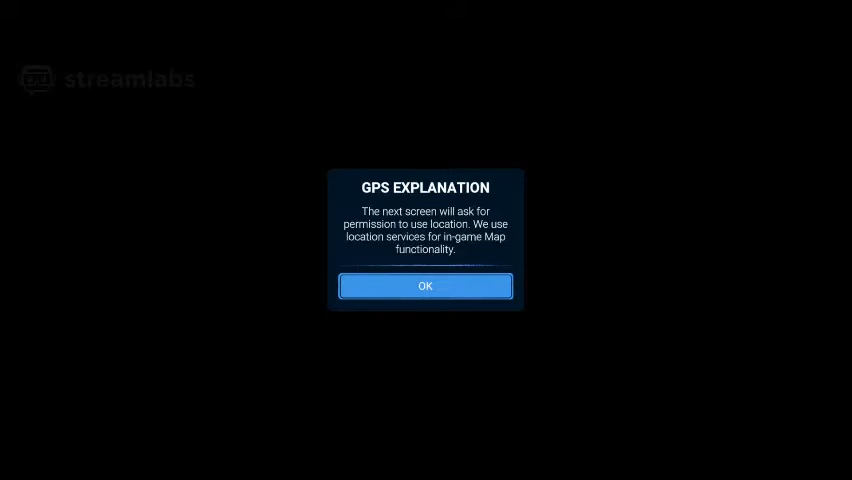 streamlabs
GPS EXPLANATION
The next screen will ask for
permission to use location. We use
location services for in-game Map
functionality.
OK